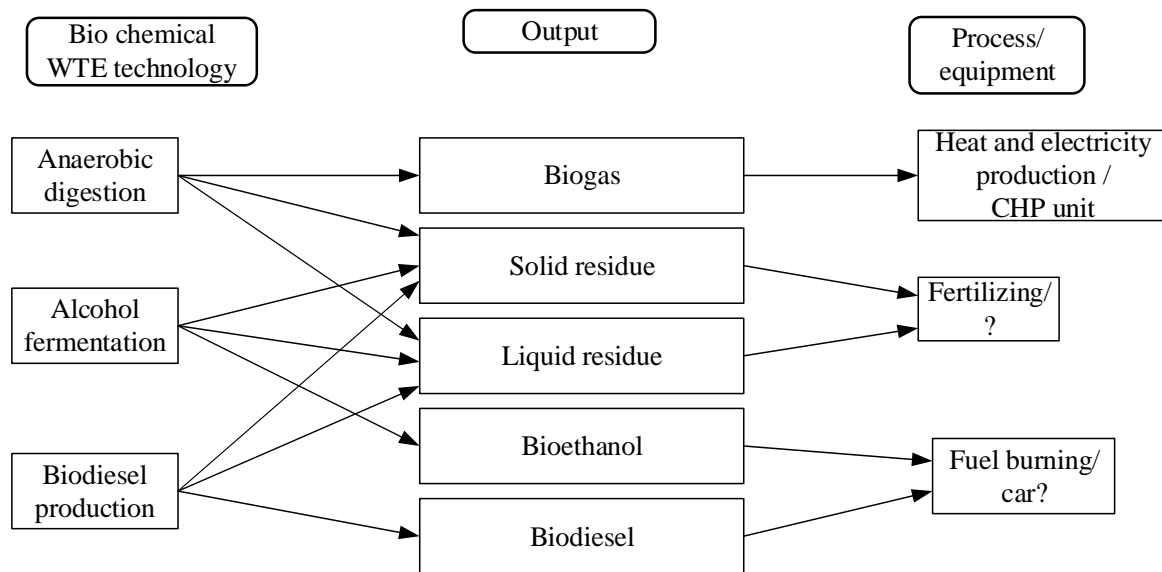 Bio chemical
WTE technology
Output
Process/
equipment
Anaerobic
digestion
Biogas
Heat and electricity
production /
CHP unit
Solid residue
Alcohol
fermentation
Liquid residue
Fertilizing/
?
Bioethanol
Biodiesel
production
Biodiesel
Fuel burning/
car?